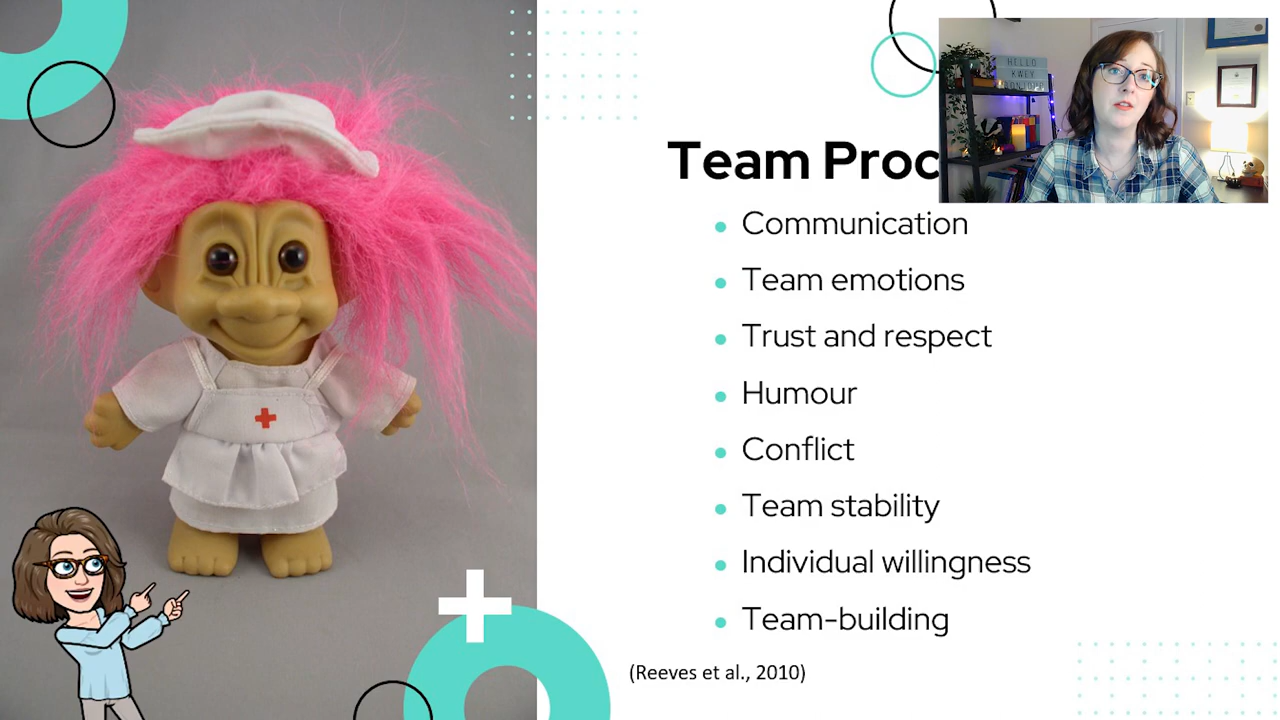 Team Proc
HELLO
Communication
Team emotions
Trust and respect
Humour
Conflict
Team stability
Individual willingness
Team-building
(Reeves et al., 2010)